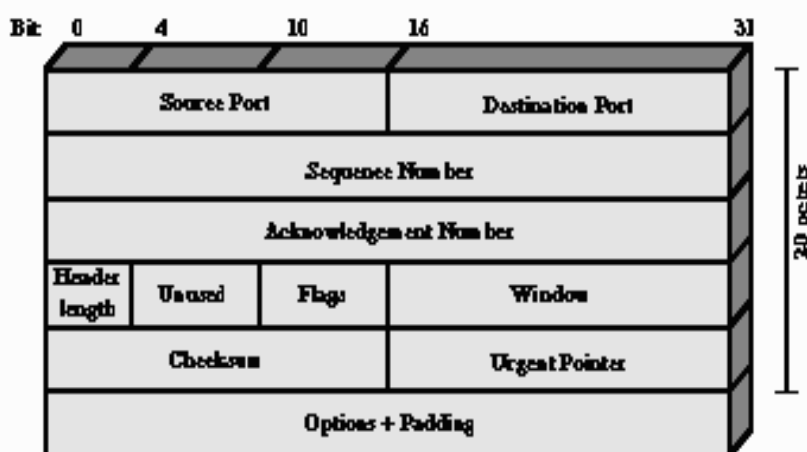 Bit: 0 4 10 16 31
Source Port Destination Port
Sequence Number
Acknowledgement Number
Header
length Unused Flags Window
Checksum Urgent Pointer
Options + Padding
20 octets